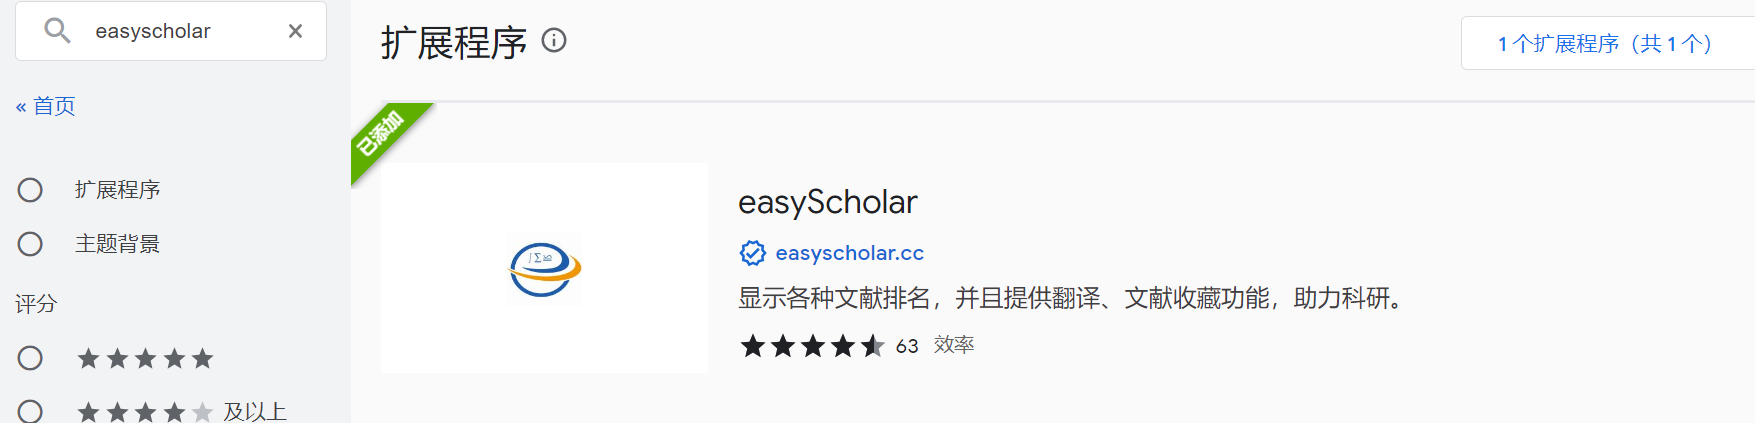 easyscholar
« 首页
扩展程序
主题背景
评分
及以上
扩展程序
1 个扩展程序（共 1 个）
已添加
easyScholar
easyscholar.cc
显示各种文献排名，并且提供翻译、文献收藏功能，助力科研。
63 效率